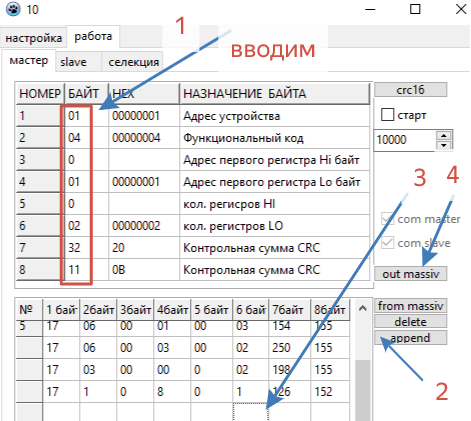 10
настройка работа
1
ВВОДИМ
мастер slave селекция
НОМЕР БАЙТ HEX НАЗНАЧЕНИЕ БАЙТА
crc16
1 01 00000001 Адрес устройства
старт
2 04 00000004 Функциональный код
10000
3 0 Адрес первого регистра Hi байт
3 4
4 01 00000001 Адрес первого регистра Lo байт
5 0 кол. регисров HI
com master
6 02 00000002 кол. регистров LO
7 32 20 Контрольная сумма CRC
com slave
8 11 0B Контрольная сумма CRC
out massiv
№ 1 байт 2байт 3байт 4байт 5 байт 6 байт 7байт 8байт
from massiv
5 17 06 00 01 00 03 154 155
delete
17 06 00 03 00 02 250 155
append
17 03 00 00 0 02 198 155
17 1 0 8 0 1 126 152
2